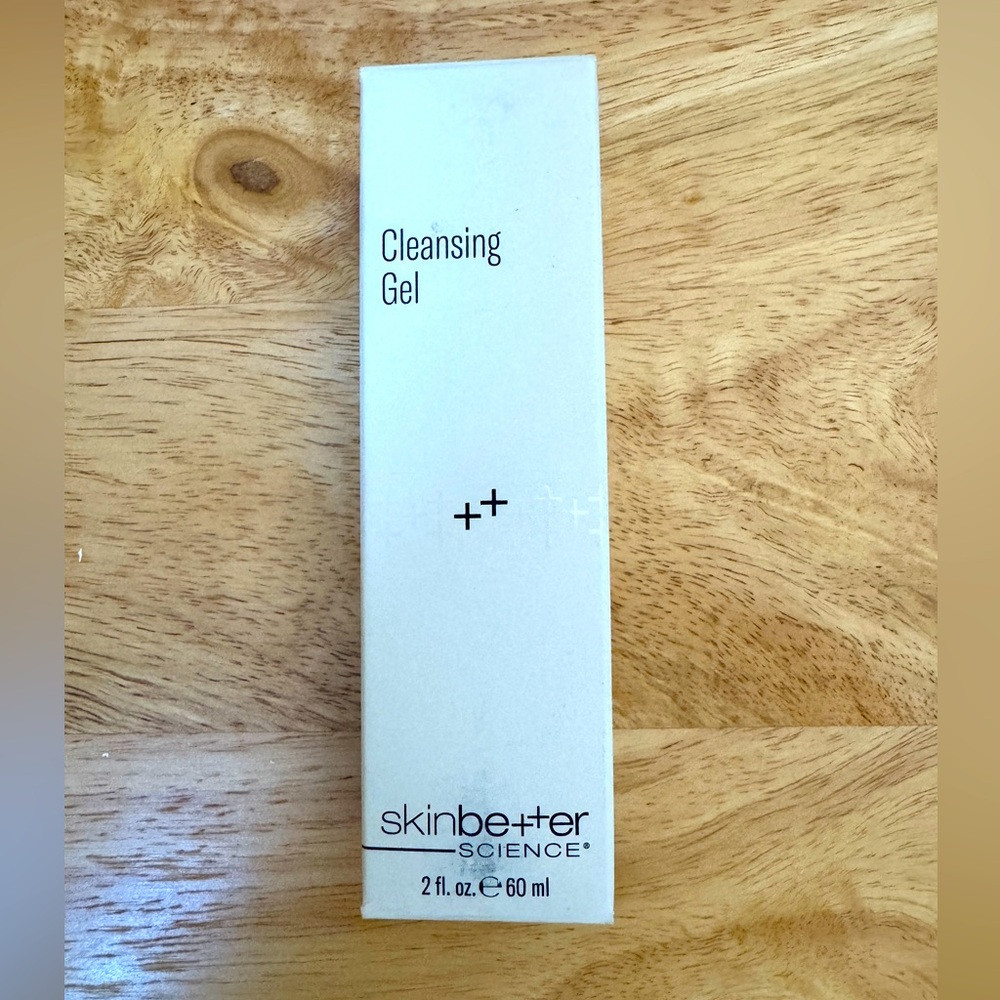 Cleansing
Gel
++
skinbetter
SCIENCE®
2 fl. oz. ℮ 60 ml